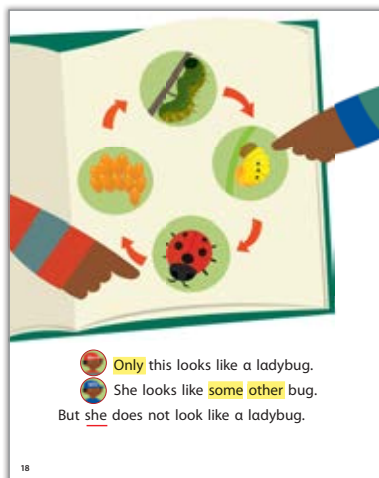 Only this looks like a ladybug.
She looks like some other bug.
But she does not look like a ladybug.
18